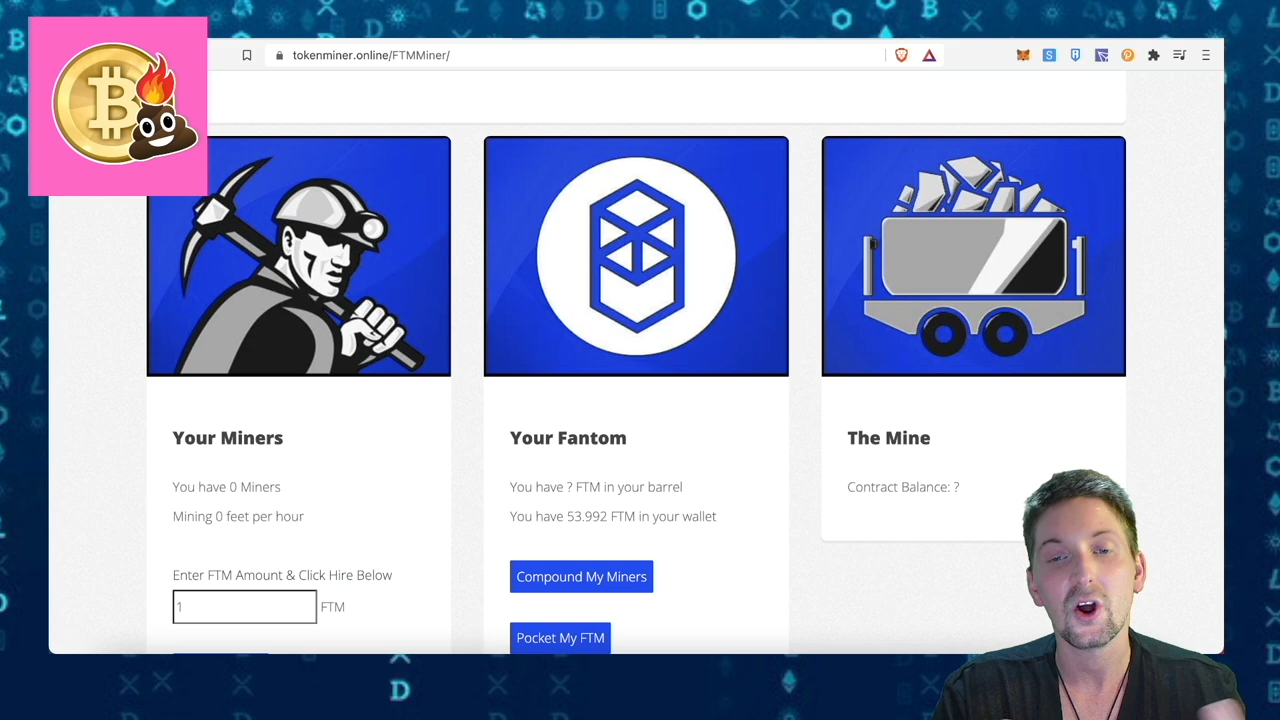 tokenminer.online/FTMMiner/
Your Miners
You have 0 Miners
Mining 0 feet per hour
Enter FTM Amount & Click Hire Below
1 FTM
Your Fantom
You have ? FTM in your barrel
You have 53.992 FTM in your wallet
Compound My Miners
Pocket My FTM
The Mine
Contract Balance: ?